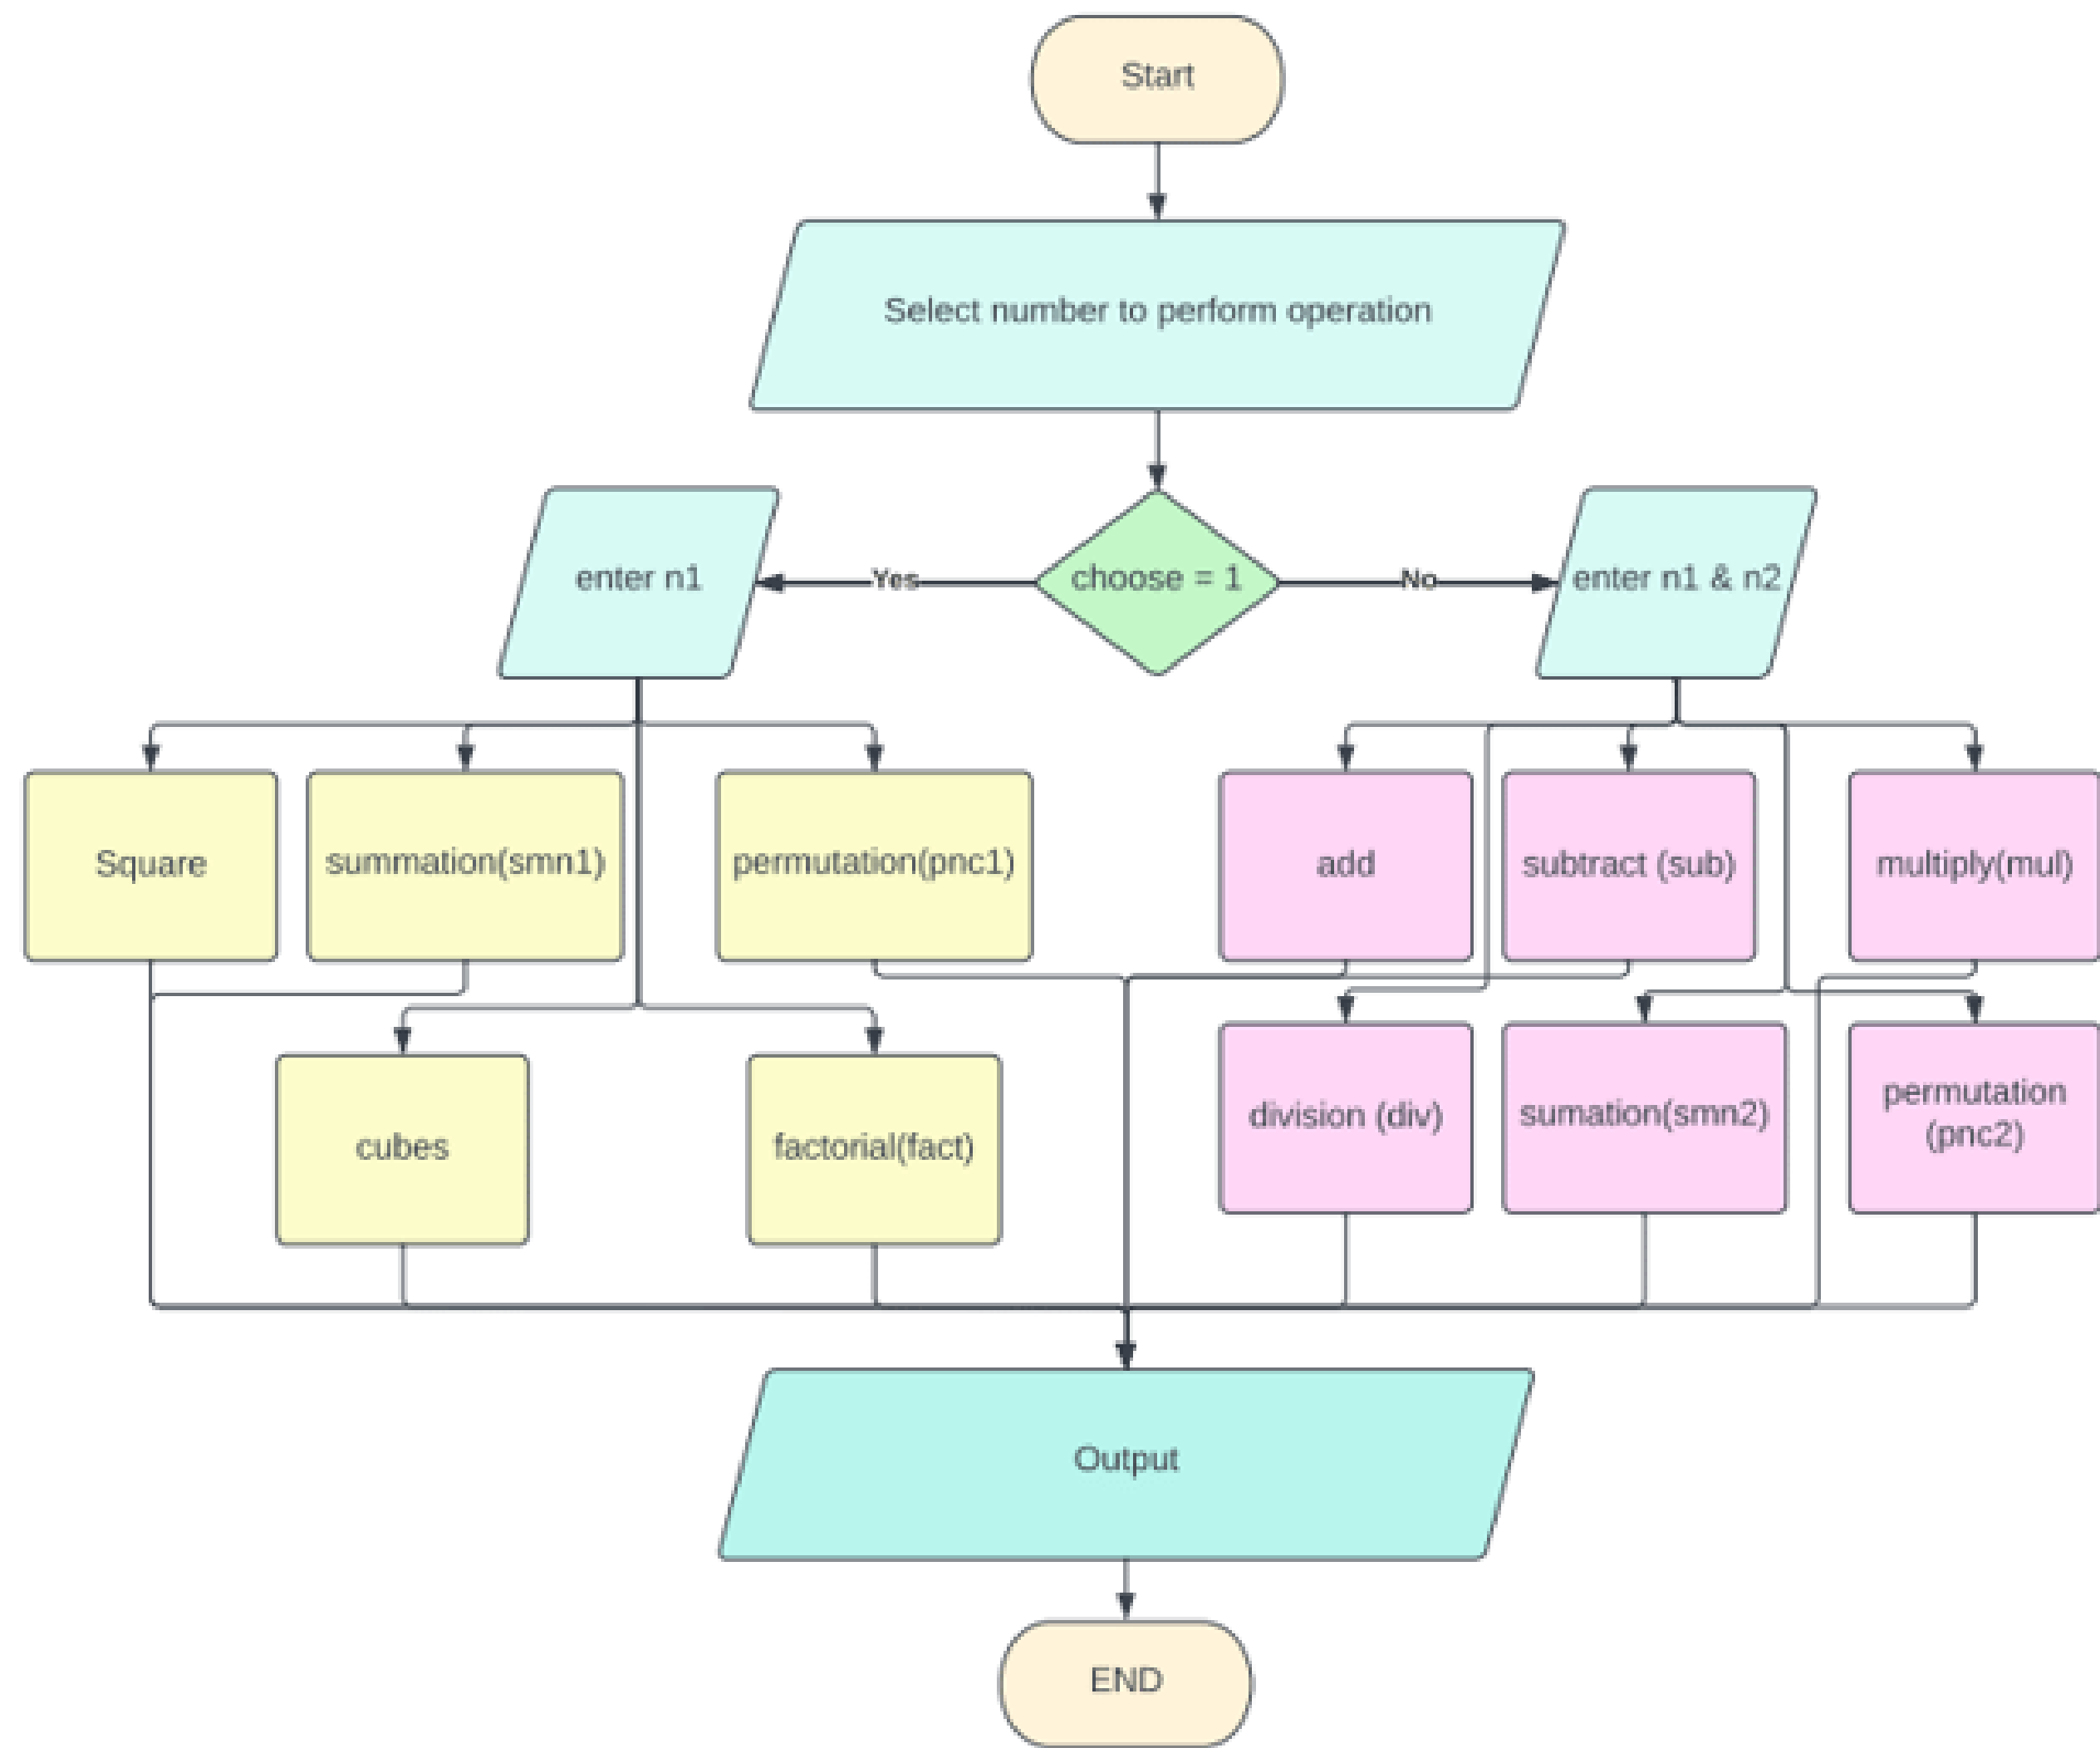 Start
Select number to perform operation
enter n1
Yes
choose = 1
No
enter n1 & n2
Square
summation(smn1)
permutation(pnc1)
add
subtract (sub)
multiply(mul)
cubes
factorial(fact)
division (div)
sumation(smn2)
permutation
(pnc2)
Output
END